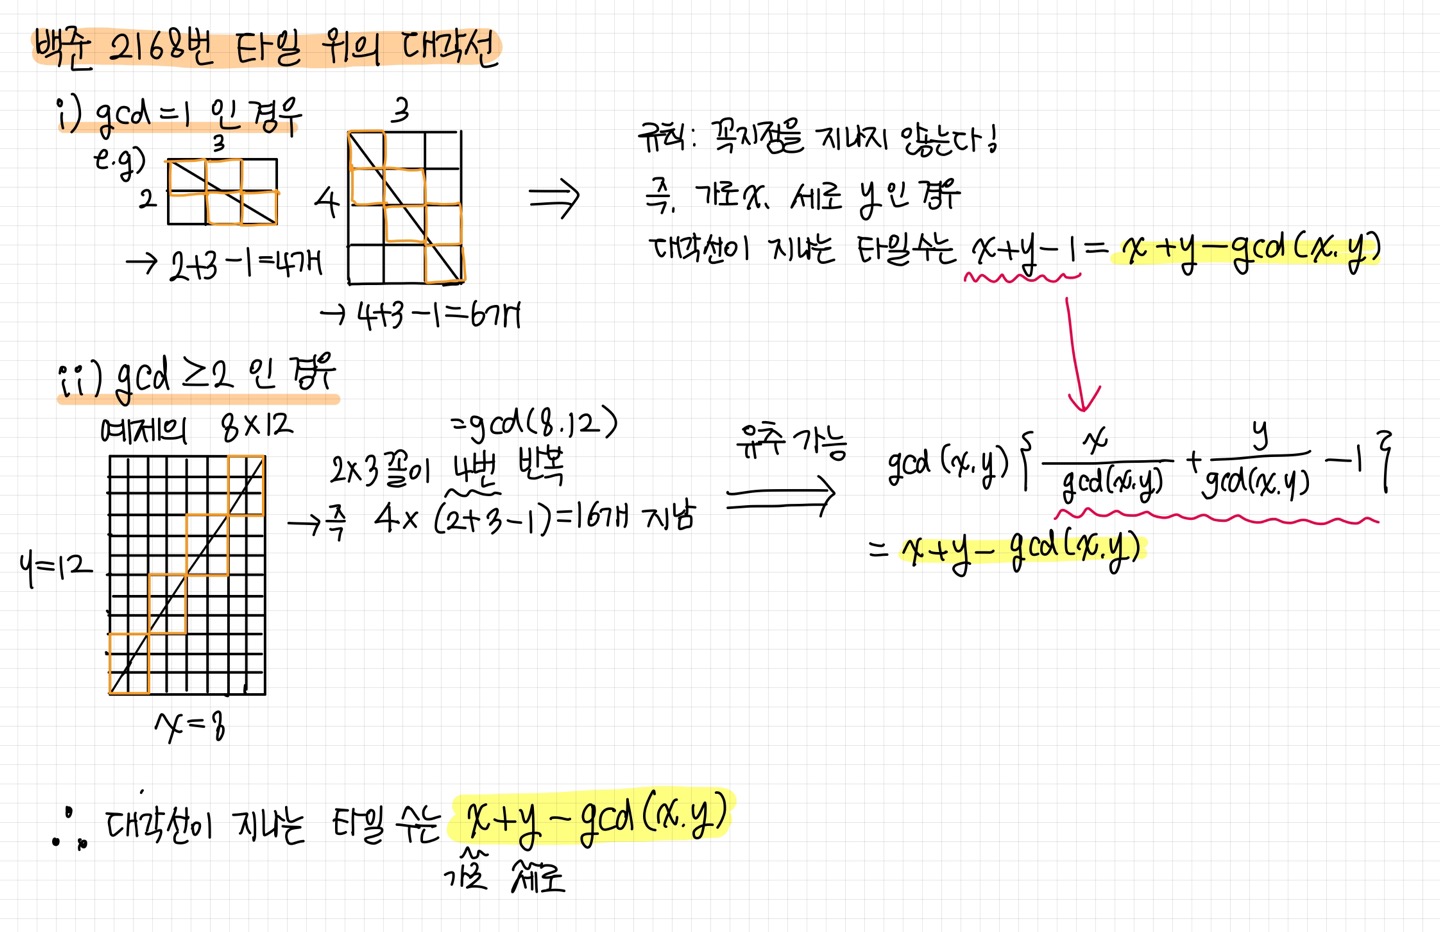 백준 2168번 타일 위의 대각선
i) gcd=1 인 경우
e.g)
3
2
→ 2+3-1=4개
3
4
→ 4+3-1=6개
⇒
규칙: 꼭지점을 지나지 않는다!
즉, 가로 x, 세로 y인 경우
대각선이 지나는 타일수는 x+y-1 = x+y-gcd(x,y)
ii) gcd ≥2 인 경우
예제의 8×12
y=12
x=8
=gcd(8,12)
2×3꼴이 4번 반복
→ 즉 4×(2+3-1)=16개 지남
유추 가능
⇒
gcd(x,y) { x/gcd(x,y) + y/gcd(x,y) -1 }
= x+y- gcd(x,y)
∴ 대각선이 지나는 타일 수는 x+y-gcd(x,y)
가로 세로